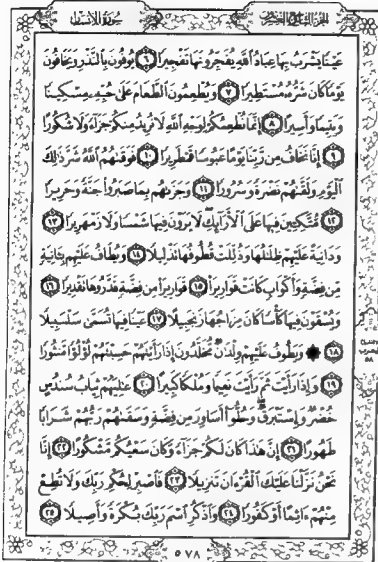 الجزء التاسع والعشرون سورة الإنسان
عَيْنًا يَشْرَبُ بِهَا عِبَادُ ٱللَّهِ يُفَجِّرُونَهَا تَفْجِيرًا ٦ يُوفُونَ بِٱلنَّذْرِ وَيَخَافُونَ
يَوْمًا كَانَ شَرُّهُۥ مُسْتَطِيرًا ٧ وَيُطْعِمُونَ ٱلطَّعَامَ عَلَىٰ حُبِّهِۦ مِسْكِينًا
وَيَتِيمًا وَأَسِيرًا ٨ إِنَّمَا نُطْعِمُكُمْ لِوَجْهِ ٱللَّهِ لَا نُرِيدُ مِنكُمْ جَزَآءً وَلَا شُكُورًا
٩ إِنَّا نَخَافُ مِن رَّبِّنَا يَوْمًا عَبُوسًا قَمْطَرِيرًا ١٠ فَوَقَىٰهُمُ ٱللَّهُ شَرَّ ذَٰلِكَ
ٱلْيَوْمِ وَلَقَّىٰهُمْ نَضْرَةً وَسُرُورًا ١١ وَجَزَىٰهُم بِمَا صَبَرُوا۟ جَنَّةً وَحَرِيرًا
١٢ مُّتَّكِـِٔينَ فِيهَا عَلَى ٱلْأَرَآئِكِ لَا يَرَوْنَ فِيهَا شَمْسًا وَلَا زَمْهَرِيرًا ١٣
وَدَانِيَةً عَلَيْهِمْ ظِلَٰلُهَا وَذُلِّلَتْ قُطُوفُهَا تَذْلِيلًا ١٤ وَيُطَافُ عَلَيْهِم بِـَٔانِيَةٍ
مِّن فِضَّةٍ وَأَكْوَابٍ كَانَتْ قَوَارِيرَا۠ ١٥ قَوَارِيرَا۟ مِن فِضَّةٍ قَدَّرُوهَا تَقْدِيرًا ١٦
وَيُسْقَوْنَ فِيهَا كَأْسًا كَانَ مِزَاجُهَا زَنجَبِيلًا ١٧ عَيْنًا فِيهَا تُسَمَّىٰ سَلْسَبِيلًا
١٨ ۞ وَيَطُوفُ عَلَيْهِمْ وِلْدَٰنٌ مُّخَلَّدُونَ إِذَا رَأَيْتَهُمْ حَسِبْتَهُمْ لُؤْلُؤًا مَّنثُورًا
١٩ وَإِذَا رَأَيْتَ ثَمَّ رَأَيْتَ نَعِيمًا وَمُلْكًا كَبِيرًا ٢٠ عَٰلِيَهُمْ ثِيَابُ سُندُسٍ
خُضْرٌ وَإِسْتَبْرَقٌ وَحُلُّوٓا۟ أَسَاوِرَ مِن فِضَّةٍ وَسَقَىٰهُمْ رَبُّهُمْ شَرَابًا
طَهُورًا ٢١ إِنَّ هَٰذَا كَانَ لَكُمْ جَزَآءً وَكَانَ سَعْيُكُم مَّشْكُورًا ٢٢ إِنَّا
نَحْنُ نَزَّلْنَا عَلَيْكَ ٱلْقُرْءَانَ تَنزِيلًا ٢٣ فَٱصْبِرْ لِحُكْمِ رَبِّكَ وَلَا تُطِعْ
مِنْهُمْ ءَاثِمًا أَوْ كَفُورًا ٢٤ وَٱذْكُرِ ٱسْمَ رَبِّكَ بُكْرَةً وَأَصِيلًا ٢٥
٥٧٨